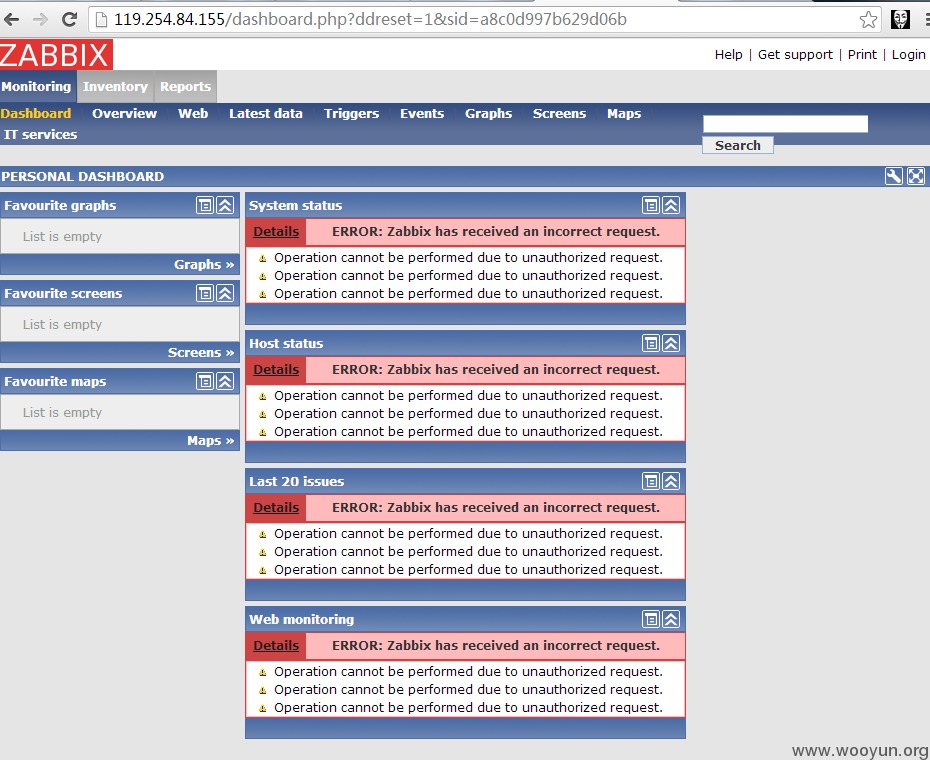 119.254.84.155/dashboard.php?ddreset=1&sid=a8c0d997b629d06b
ZABBIX
Help | Get support | Print | Login
Monitoring Inventory Reports
Dashboard Overview Web Latest data Triggers Events Graphs Screens Maps
IT services
Search
PERSONAL DASHBOARD
Favourite graphs
List is empty
Graphs »
Favourite screens
List is empty
Screens »
Favourite maps
List is empty
Maps »
System status
Details ERROR: Zabbix has received an incorrect request.
Operation cannot be performed due to unauthorized request.
Operation cannot be performed due to unauthorized request.
Operation cannot be performed due to unauthorized request.
Host status
Details ERROR: Zabbix has received an incorrect request.
Operation cannot be performed due to unauthorized request.
Operation cannot be performed due to unauthorized request.
Operation cannot be performed due to unauthorized request.
Last 20 issues
Details ERROR: Zabbix has received an incorrect request.
Operation cannot be performed due to unauthorized request.
Operation cannot be performed due to unauthorized request.
Operation cannot be performed due to unauthorized request.
Web monitoring
Details ERROR: Zabbix has received an incorrect request.
Operation cannot be performed due to unauthorized request.
Operation cannot be performed due to unauthorized request.
Operation cannot be performed due to unauthorized request.
www.wooyun.org